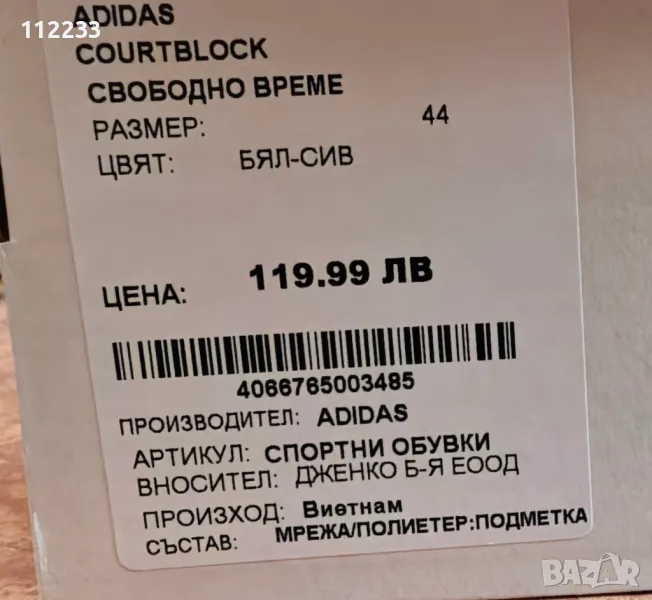 112233
ADIDAS
COURTBLOCK
СВОБОДНО ВРЕМЕ
РАЗМЕР: 44
ЦВЯТ: БЯЛ-СИВ
ЦЕНА: 119.99 ЛВ
4066765003485
ПРОИЗВОДИТЕЛ: ADIDAS
АРТИКУЛ: СПОРТНИ ОБУВКИ
ВНОСИТЕЛ: ДЖЕНКО Б-Я ЕООД
ПРОИЗХОД: Виетнам
СЪСТАВ: МРЕЖА/ПОЛИЕТЕР:ПОДМЕТКА
BAZAR